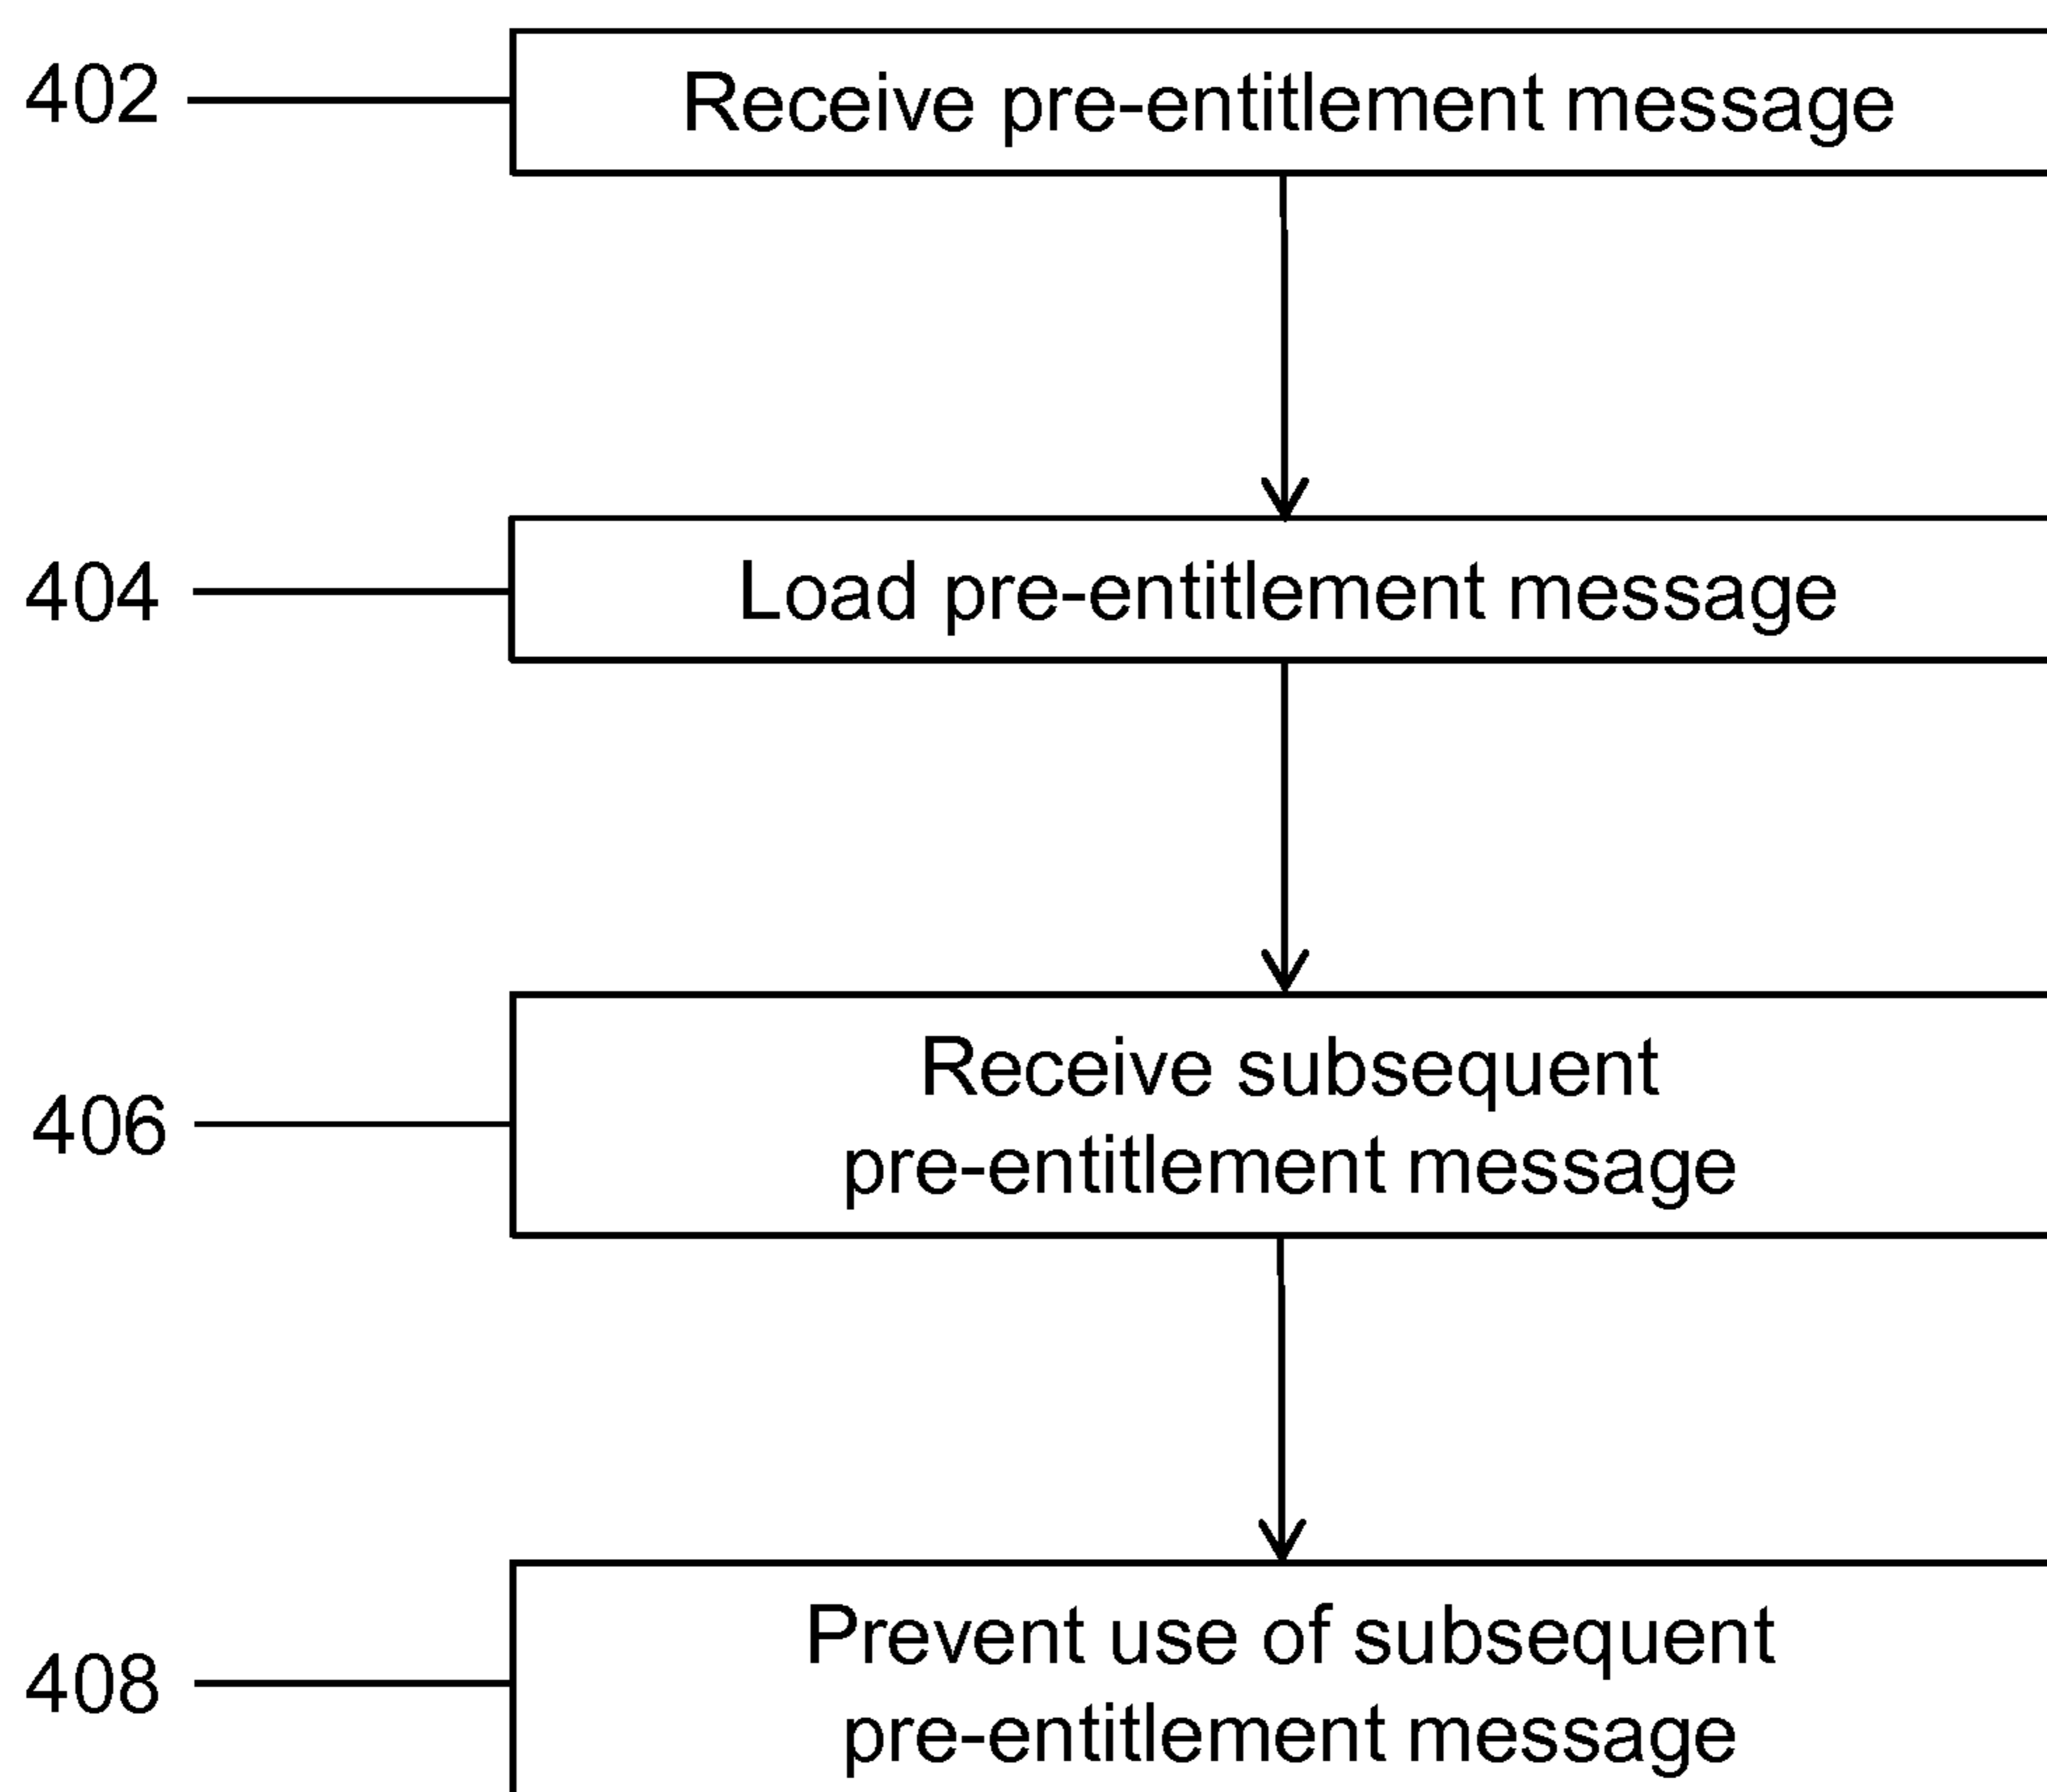 402
Receive pre-entitlement message
404
Load pre-entitlement message
406
Receive subsequent
pre-entitlement message
408
Prevent use of subsequent
pre-entitlement message